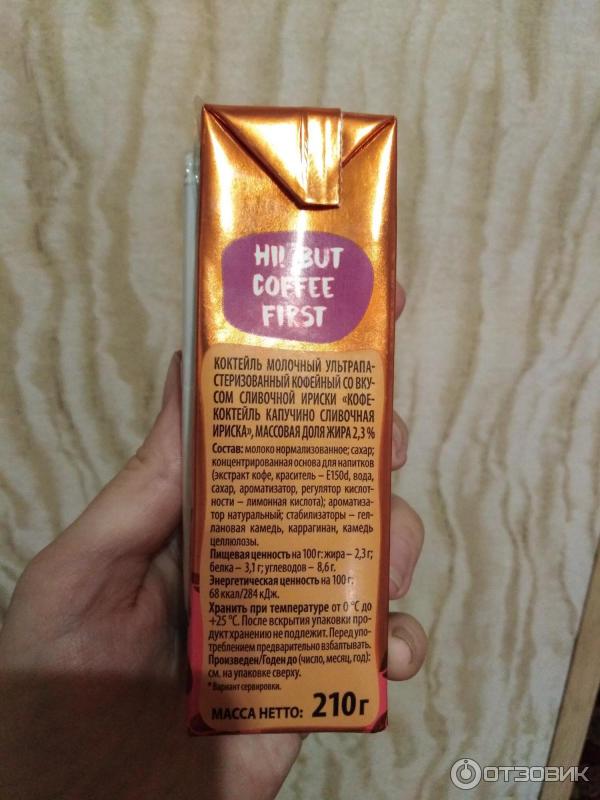 HI! BUT
COFFEE
FIRST
КОКТЕЙЛЬ МОЛОЧНЫЙ УЛЬТРАПА-
СТЕРИЗОВАННЫЙ КОФЕЙНЫЙ СО ВКУ-
СОМ СЛИВОЧНОЙ ИРИСКИ «КОФЕ-
КОКТЕЙЛЬ КАПУЧИНО СЛИВОЧНАЯ
ИРИСКА», МАССОВАЯ ДОЛЯ ЖИРА 2,3 %
Состав: молоко нормализованное; сахар;
концентрированная основа для напитков
(экстракт кофе, краситель – Е150d, вода,
сахар, ароматизатор, регулятор кислот-
ности – лимонная кислота); ароматиза-
тор натуральный; стабилизаторы – гел-
лановая камедь, каррагинан, камедь
целлюлозы.
Пищевая ценность на 100 г: жира – 2,3 г;
белка – 3,1 г; углеводов – 8,6 г.
Энергетическая ценность на 100 г:
68 ккал/284 кДж.
Хранить при температуре от 0 °С до
+25 °С. После вскрытия упаковки про-
дукт хранению не подлежит. Перед упо-
треблением предварительно взбалтывать.
Произведен/Годен до (число, месяц, год):
см. на упаковке сверху.
* Вариант сервировки.
МАССА НЕТТО: 210 г
ОТЗОВИК